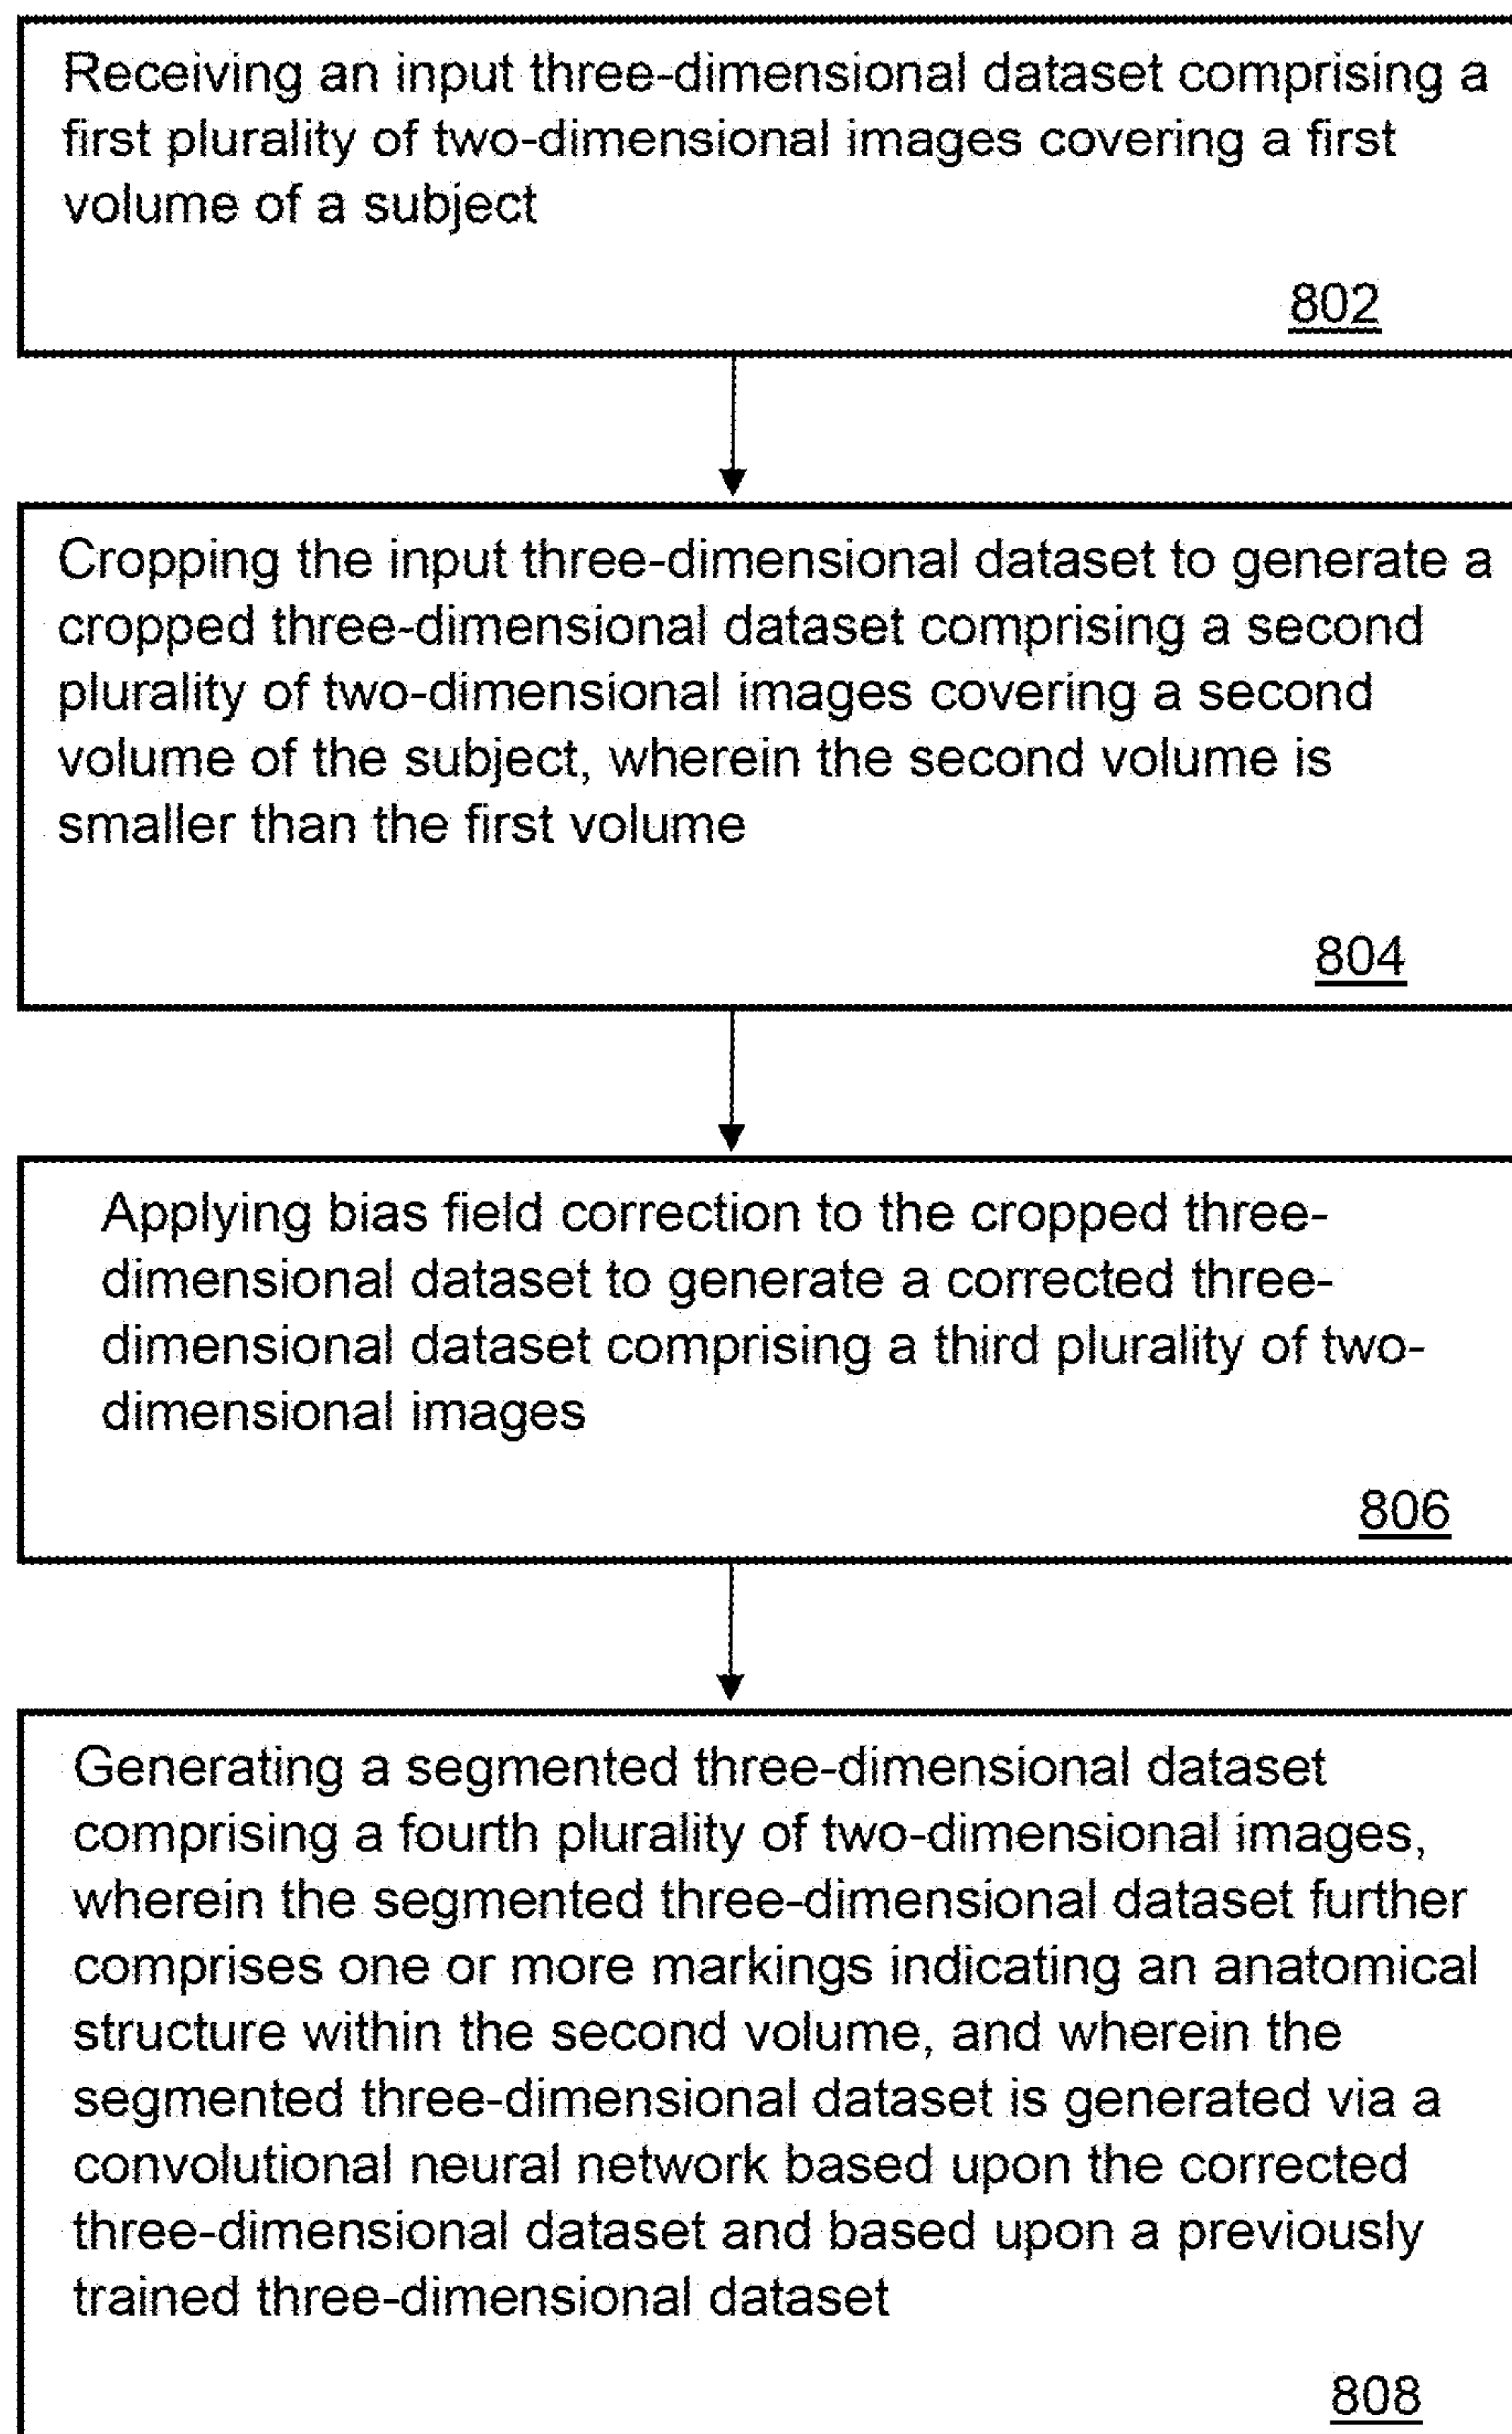 Receiving an input three-dimensional dataset comprising a
first plurality of two-dimensional images covering a first
volume of a subject
802
Cropping the input three-dimensional dataset to generate a
cropped three-dimensional dataset comprising a second
plurality of two-dimensional images covering a second
volume of the subject, wherein the second volume is
smaller than the first volume
804
Applying bias field correction to the cropped three-
dimensional dataset to generate a corrected three-
dimensional dataset comprising a third plurality of two-
dimensional images
806
Generating a segmented three-dimensional dataset
comprising a fourth plurality of two-dimensional images,
wherein the segmented three-dimensional dataset further
comprises one or more markings indicating an anatomical
structure within the second volume, and wherein the
segmented three-dimensional dataset is generated via a
convolutional neural network based upon the corrected
three-dimensional dataset and based upon a previously
trained three-dimensional dataset
808